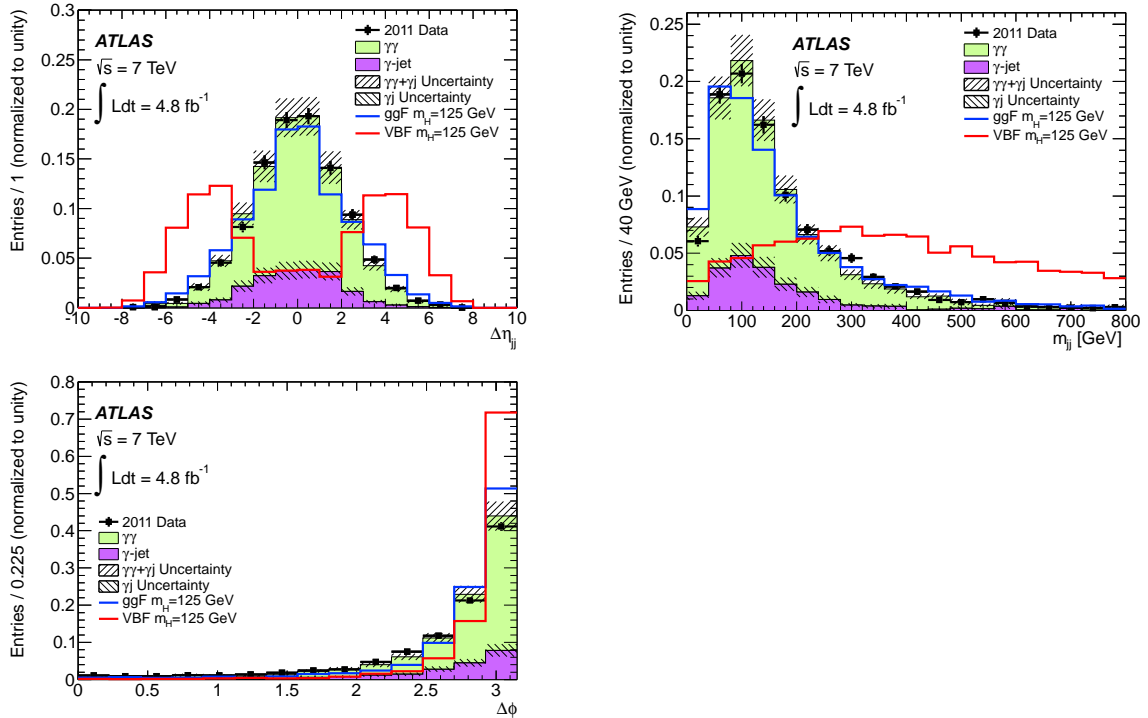 Entries / 1 (normalized to unity)
0.3
0.25
0.2
0.15
0.1
0.05
0
ATLAS
√s = 7 TeV
∫ Ldt = 4.8 fb⁻¹
2011 Data
γγ
γ-jet
γγ+γj Uncertainty
γj Uncertainty
ggF m_H=125 GeV
VBF m_H=125 GeV
-10 -8 -6 -4 -2 0 2 4 6 8 10
Δη_jj
Entries / 40 GeV (normalized to unity)
0.25
0.2
0.15
0.1
0.05
0
ATLAS
√s = 7 TeV
∫ Ldt = 4.8 fb⁻¹
2011 Data
γγ
γ-jet
γγ+γj Uncertainty
γj Uncertainty
ggF m_H=125 GeV
VBF m_H=125 GeV
0 100 200 300 400 500 600 700 800
m_jj [GeV]
Entries / 0.225 (normalized to unity)
0.8
0.7
0.6
0.5
0.4
0.3
0.2
0.1
0
ATLAS
√s = 7 TeV
∫ Ldt = 4.8 fb⁻¹
2011 Data
γγ
γ-jet
γγ+γj Uncertainty
γj Uncertainty
ggF m_H=125 GeV
VBF m_H=125 GeV
0 0.5 1 1.5 2 2.5 3
Δϕ